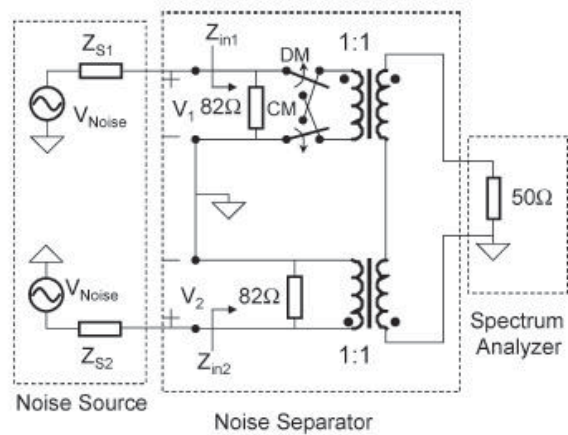 Z_S1
Z_in1
DM
1:1
V_Noise
+
V_1
82Ω
CM
−
50Ω
−
V_Noise
V_2
82Ω
+
Z_S2
Z_in2
1:1
Spectrum
Analyzer
Noise Source
Noise Separator